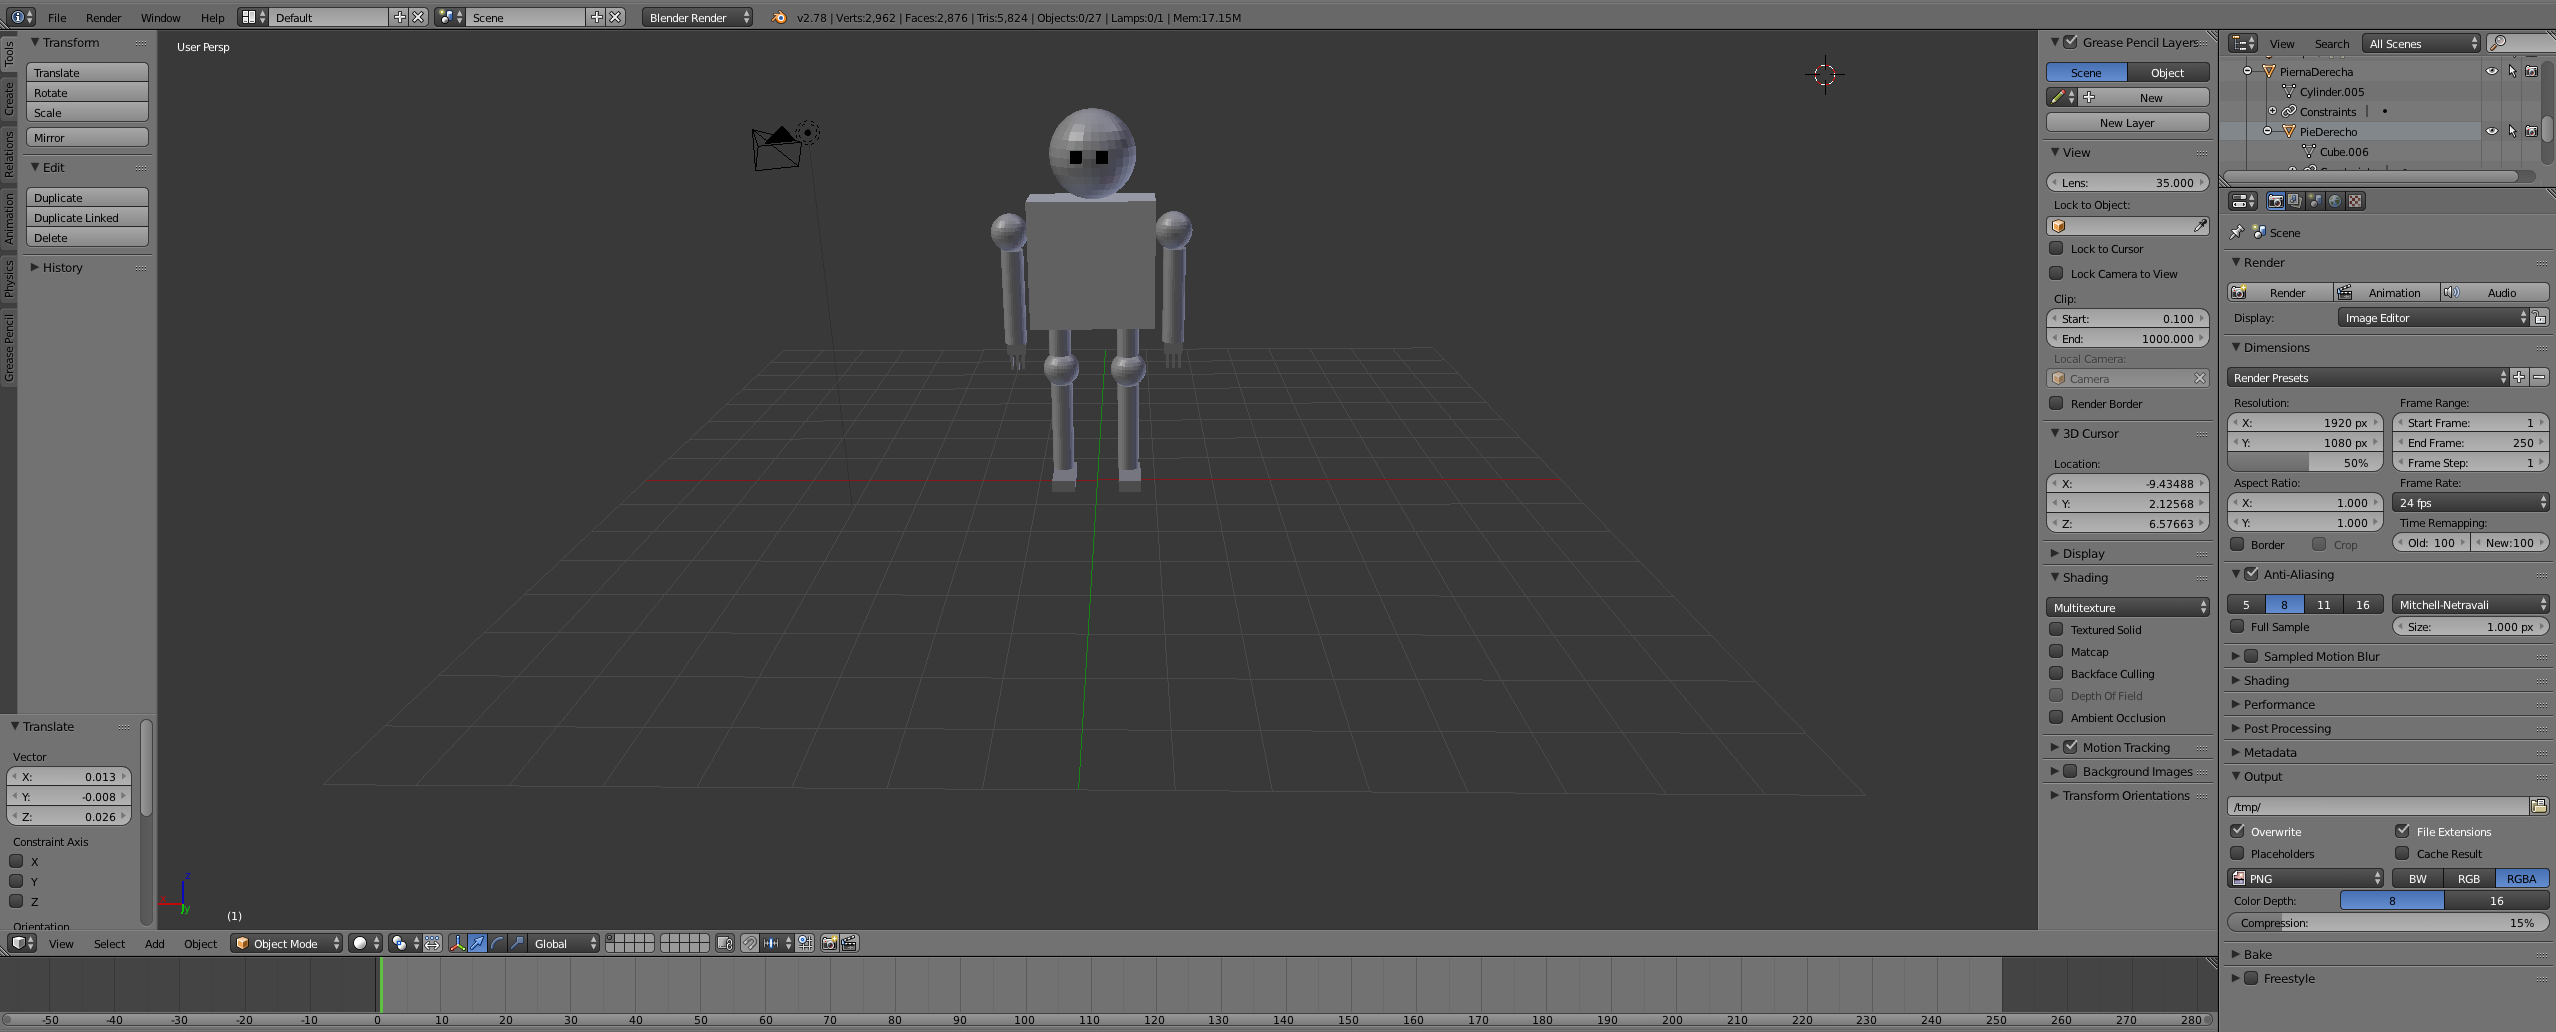 File Render Window Help Default Scene Blender Render v2.78 | Verts:2,962 | Faces:2,876 | Tris:5,824 | Objects:0/27 | Lamps:0/1 | Mem:17.15M
Tools
Create
Relations
Animation
Physics
Grease Pencil
Transform
Translate
Rotate
Scale
Mirror
Edit
Duplicate
Duplicate Linked
Delete
History
Translate
Vector
X: 0.013
Y: -0.008
Z: 0.026
Constraint Axis
X
Y
Z
Orientation
User Persp
z
y
(1)
View Select Add Object Object Mode Global
Grease Pencil Layers
Scene Object
New
New Layer
View
Lens: 35.000
Lock to Object:
Lock to Cursor
Lock Camera to View
Clip:
Start: 0.100
End: 1000.000
Local Camera:
Camera
Render Border
3D Cursor
Location:
X: -9.43488
Y: 2.12568
Z: 6.57663
Display
Shading
Multitexture
Textured Solid
Matcap
Backface Culling
Depth Of Field
Ambient Occlusion
Motion Tracking
Background Images
Transform Orientations
View Search All Scenes
PiernaDerecha
Cylinder.005
Constraints
PieDerecho
Cube.006
Scene
Render
Render Animation Audio
Display: Image Editor
Dimensions
Render Presets
Resolution: Frame Range:
X: 1920 px Start Frame: 1
Y: 1080 px End Frame: 250
50% Frame Step: 1
Aspect Ratio: Frame Rate:
X: 1.000 24 fps
Y: 1.000 Time Remapping:
Border Crop Old: 100 New:100
Anti-Aliasing
5 8 11 16 Mitchell-Netravali
Full Sample Size: 1.000 px
Sampled Motion Blur
Shading
Performance
Post Processing
Metadata
Output
/tmp/
Overwrite File Extensions
Placeholders Cache Result
PNG BW RGB RGBA
Color Depth: 8 16
Compression: 15%
Bake
Freestyle
-50 -40 -30 -20 -10 0 10 20 30 40 50 60 70 80 90 100 110 120 130 140 150 160 170 180 190 200 210 220 230 240 250 260 270 280